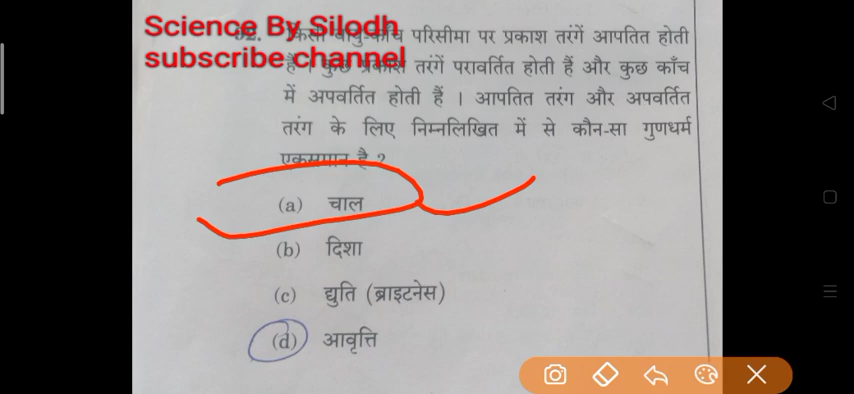 Science By Silodh
subscribe channel
परिसीमा पर प्रकाश तरंगें आपतित होती
तरंगें परावर्तित होती हैं और कुछ काँच
में अपवर्तित होती हैं । आपतित तरंग और अपवर्तित
तरंग के लिए निम्नलिखित में से कौन-सा गुणधर्म
एकसमान है ?
(a) चाल
(b) दिशा
(c) द्युति (ब्राइटनेस)
(d) आवृत्ति